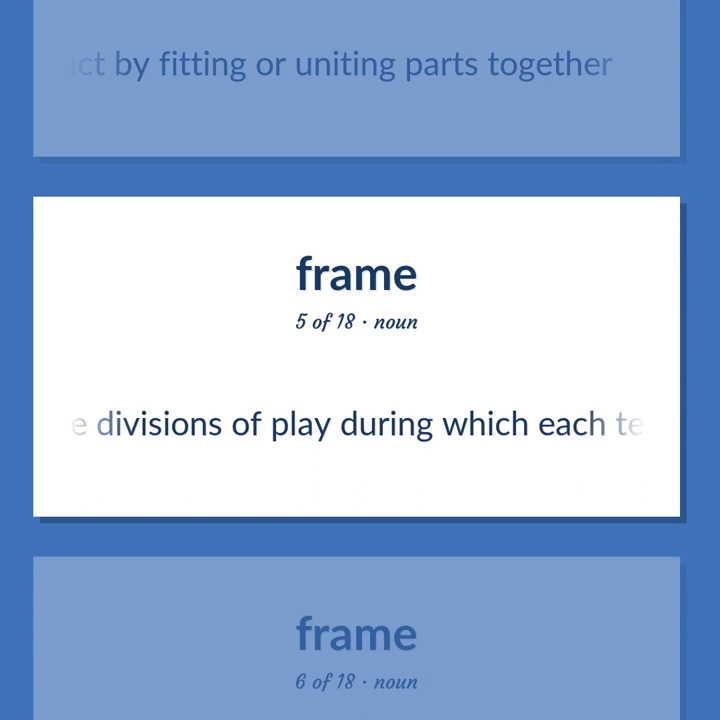 by fitting or uniting parts together
frame
5 of 18 · noun
divisions of play during which each
frame
6 of 18 · noun